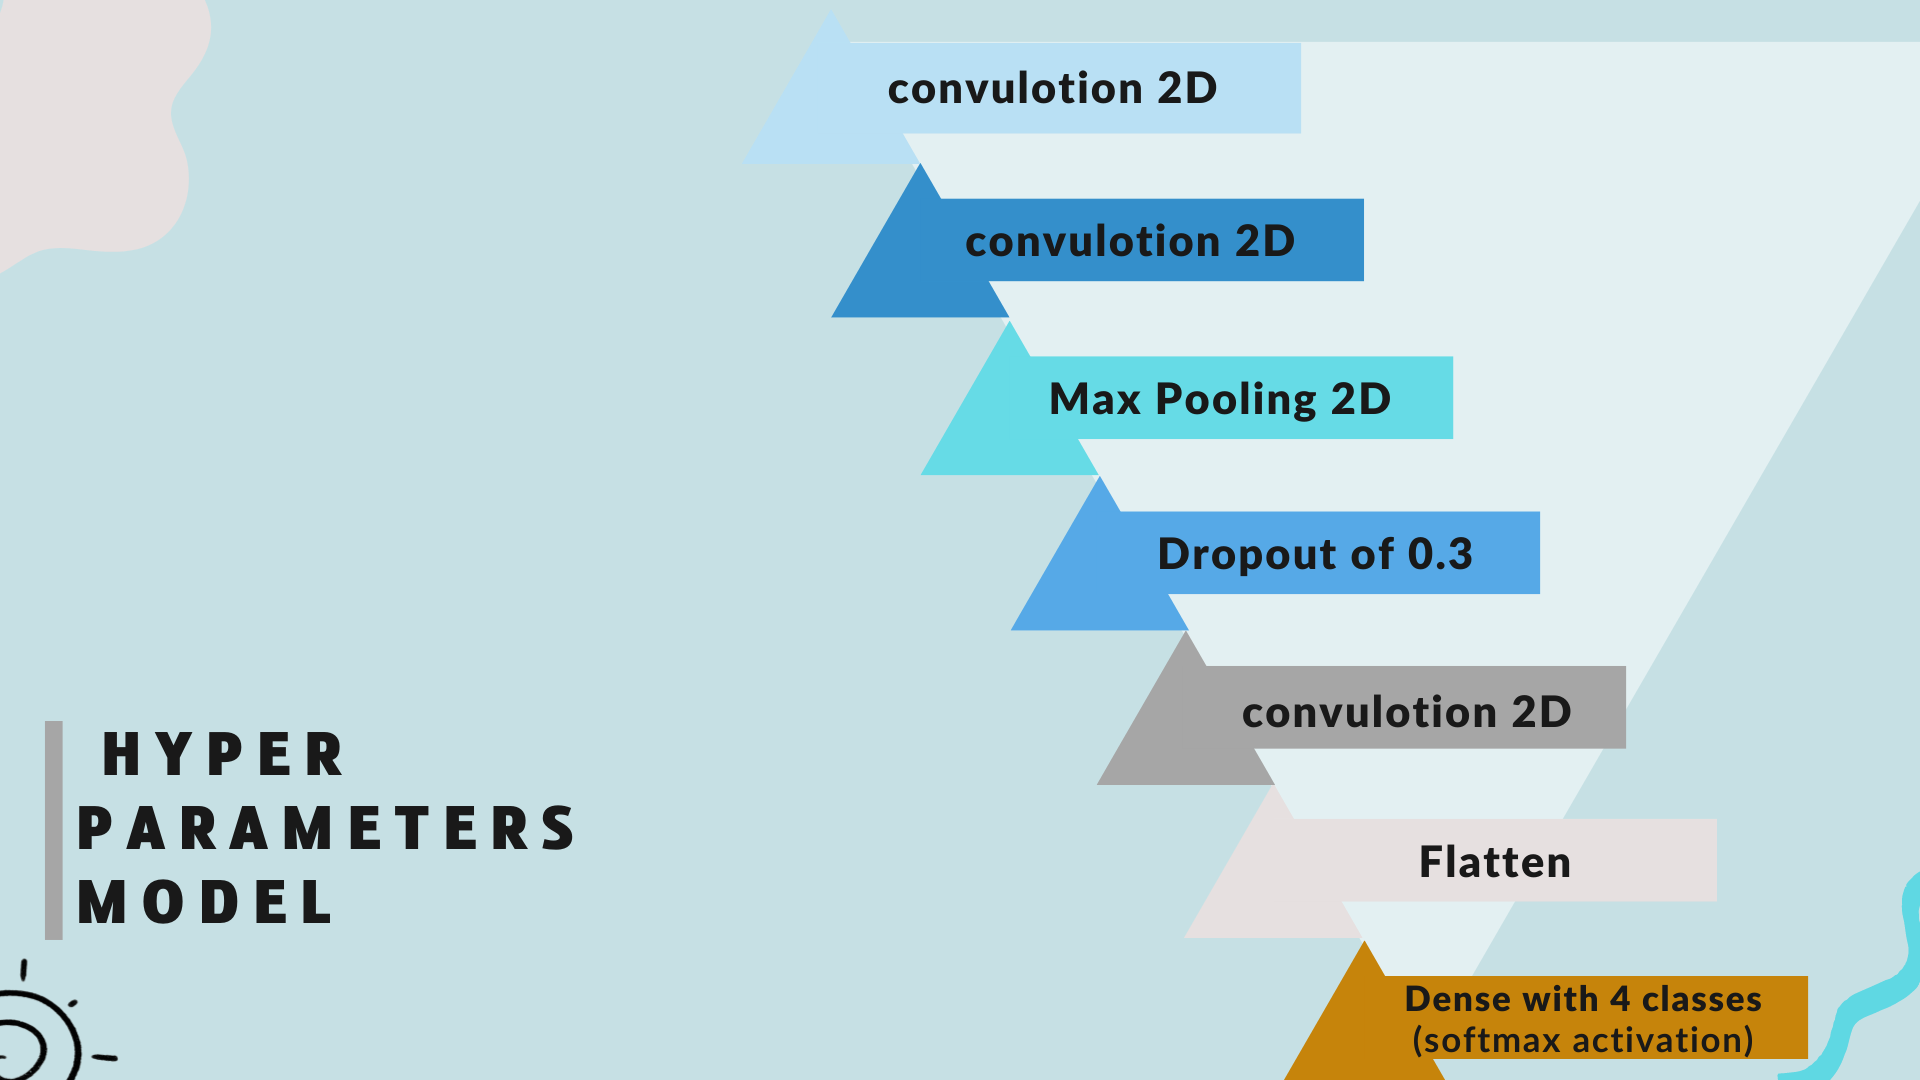 convulotion 2D
convulotion 2D
Max Pooling 2D
Dropout of 0.3
convulotion 2D
Flatten
Dense with 4 classes
(softmax activation)
HYPER
PARAMETERS
MODEL